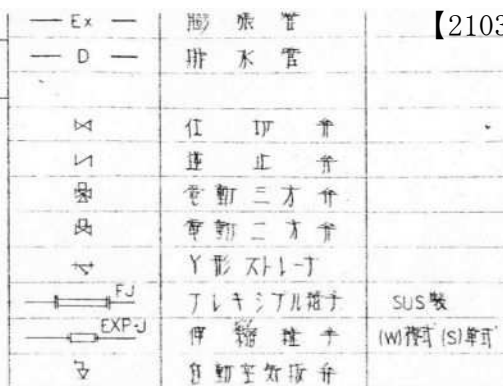 【2103
Ex 膨張管
D 排水管
仕切弁
逆止弁
電動三方弁
電動二方弁
Y形ストレーナ
FJ フレキシブル継手 SUS製
EXP-J 伸縮継手 (W)複式 (S)単式
自動空気抜弁